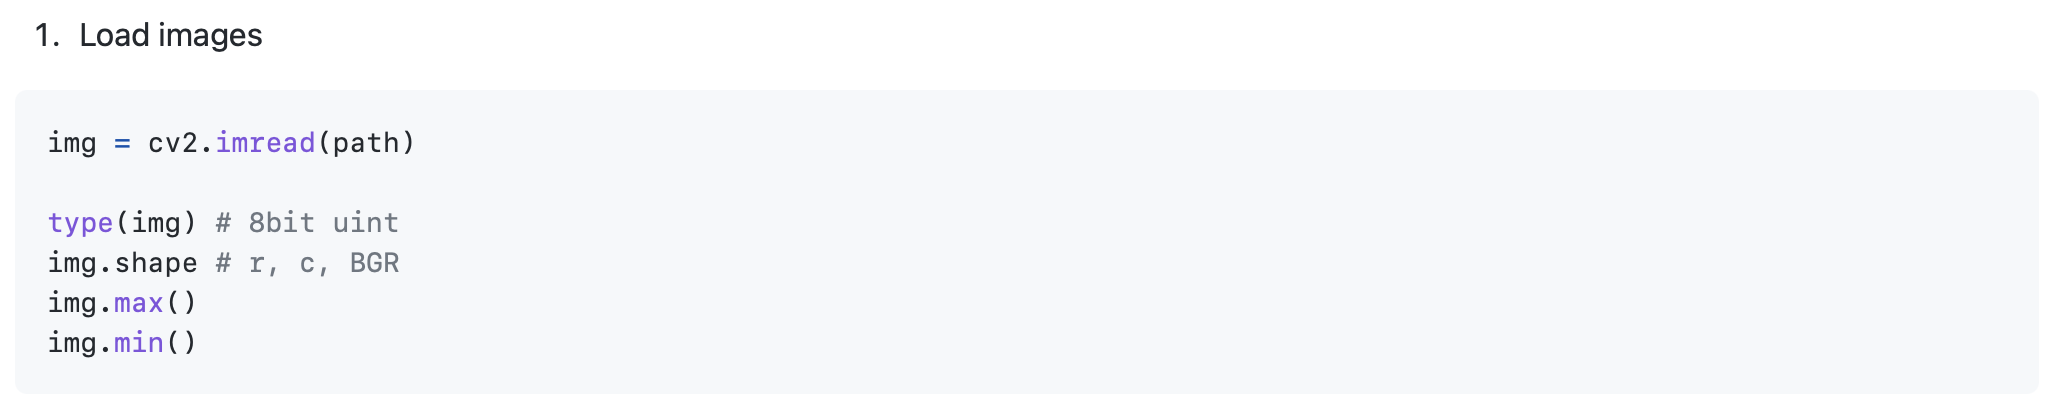 1. Load images
img = cv2.imread(path)
type(img) # 8bit uint
img.shape # r, c, BGR
img.max()
img.min()